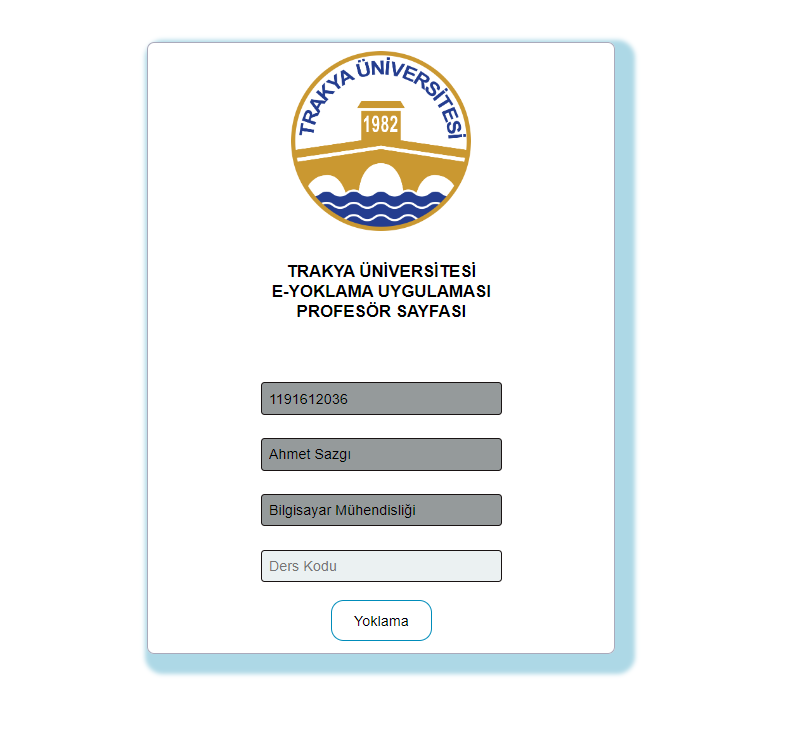 TRAKYA ÜNİVERSİTESİ
1982
TRAKYA ÜNİVERSİTESİ
E-YOKLAMA UYGULAMASI
PROFESÖR SAYFASI
1191612036
Ahmet Sazgı
Bilgisayar Mühendisliği
Ders Kodu
Yoklama